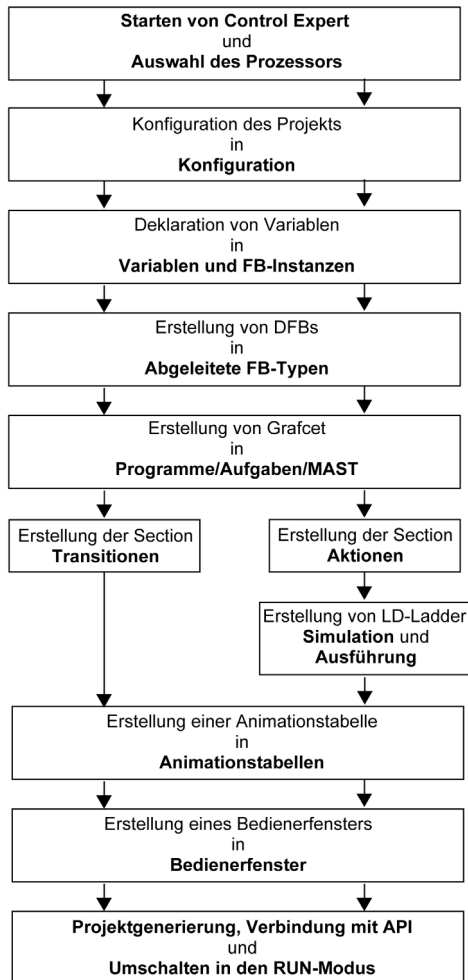 Starten von Control Expert
und
Auswahl des Prozessors
Konfiguration des Projekts
in
Konfiguration
Deklaration von Variablen
in
Variablen und FB-Instanzen
Erstellung von DFBs
in
Abgeleitete FB-Typen
Erstellung von Grafcet
in
Programme/Aufgaben/MAST
Erstellung der Section
Transitionen
Erstellung der Section
Aktionen
Erstellung von LD-Ladder
Simulation und
Ausführung
Erstellung einer Animationstabelle
in
Animationstabellen
Erstellung eines Bedienerfensters
in
Bedienerfenster
Projektgenerierung, Verbindung mit API
und
Umschalten in den RUN-Modus